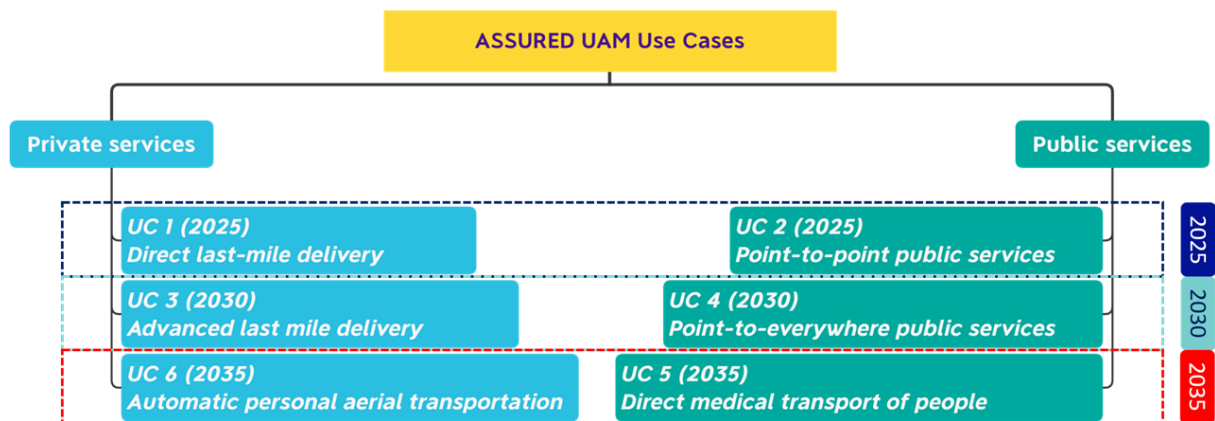 ASSURED UAM Use Cases
Private services
Public services
UC 1 (2025)
Direct last-mile delivery
UC 2 (2025)
Point-to-point public services
2025
UC 3 (2030)
Advanced last mile delivery
UC 4 (2030)
Point-to-everywhere public services
2030
UC 6 (2035)
Automatic personal aerial transportation
UC 5 (2035)
Direct medical transport of people
2035